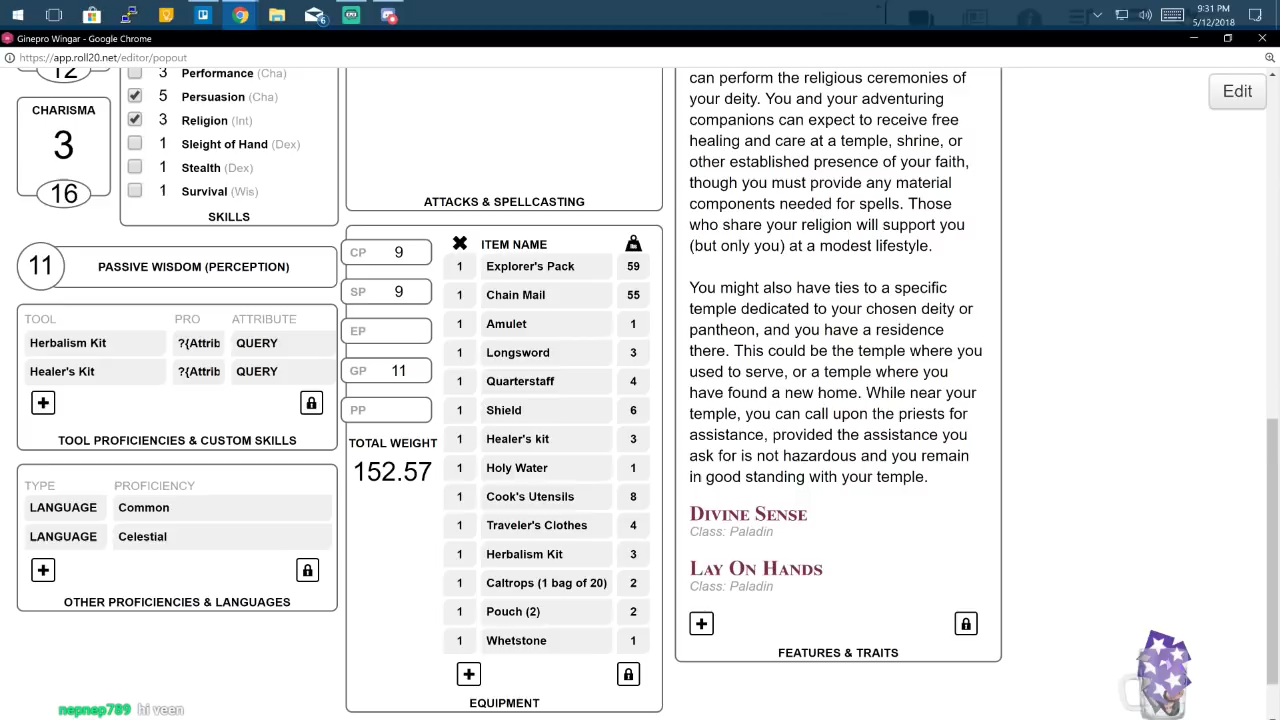 9:31 PM
5/12/2018
6
Ginepro Wingar - Google Chrome
https://app.roll20.net/editor/popout
12
CHARISMA
3
16
3 Performance (Cha)
5 Persuasion (Cha)
3 Religion (Int)
1 Sleight of Hand (Dex)
1 Stealth (Dex)
1 Survival (Wis)
SKILLS
11 PASSIVE WISDOM (PERCEPTION)
TOOL PRO ATTRIBUTE
Herbalism Kit ?{Attrib QUERY
Healer's Kit ?{Attrib QUERY
+
TOOL PROFICIENCIES & CUSTOM SKILLS
TYPE PROFICIENCY
LANGUAGE Common
LANGUAGE Celestial
+
OTHER PROFICIENCIES & LANGUAGES
nepnep789 hi veen
ATTACKS & SPELLCASTING
CP 9
SP 9
EP
GP 11
PP
TOTAL WEIGHT
152.57
ITEM NAME
1 Explorer's Pack 59
1 Chain Mail 55
1 Amulet 1
1 Longsword 3
1 Quarterstaff 4
1 Shield 6
1 Healer's kit 3
1 Holy Water 1
1 Cook's Utensils 8
1 Traveler's Clothes 4
1 Herbalism Kit 3
1 Caltrops (1 bag of 20) 2
1 Pouch (2) 2
1 Whetstone 1
+
EQUIPMENT
can perform the religious ceremonies of
your deity. You and your adventuring
companions can expect to receive free
healing and care at a temple, shrine, or
other established presence of your faith,
though you must provide any material
components needed for spells. Those
who share your religion will support you
(but only you) at a modest lifestyle.
You might also have ties to a specific
temple dedicated to your chosen deity or
pantheon, and you have a residence
there. This could be the temple where you
used to serve, or a temple where you
have found a new home. While near your
temple, you can call upon the priests for
assistance, provided the assistance you
ask for is not hazardous and you remain
in good standing with your temple.
DIVINE SENSE
Class: Paladin
LAY ON HANDS
Class: Paladin
+
FEATURES & TRAITS
Edit